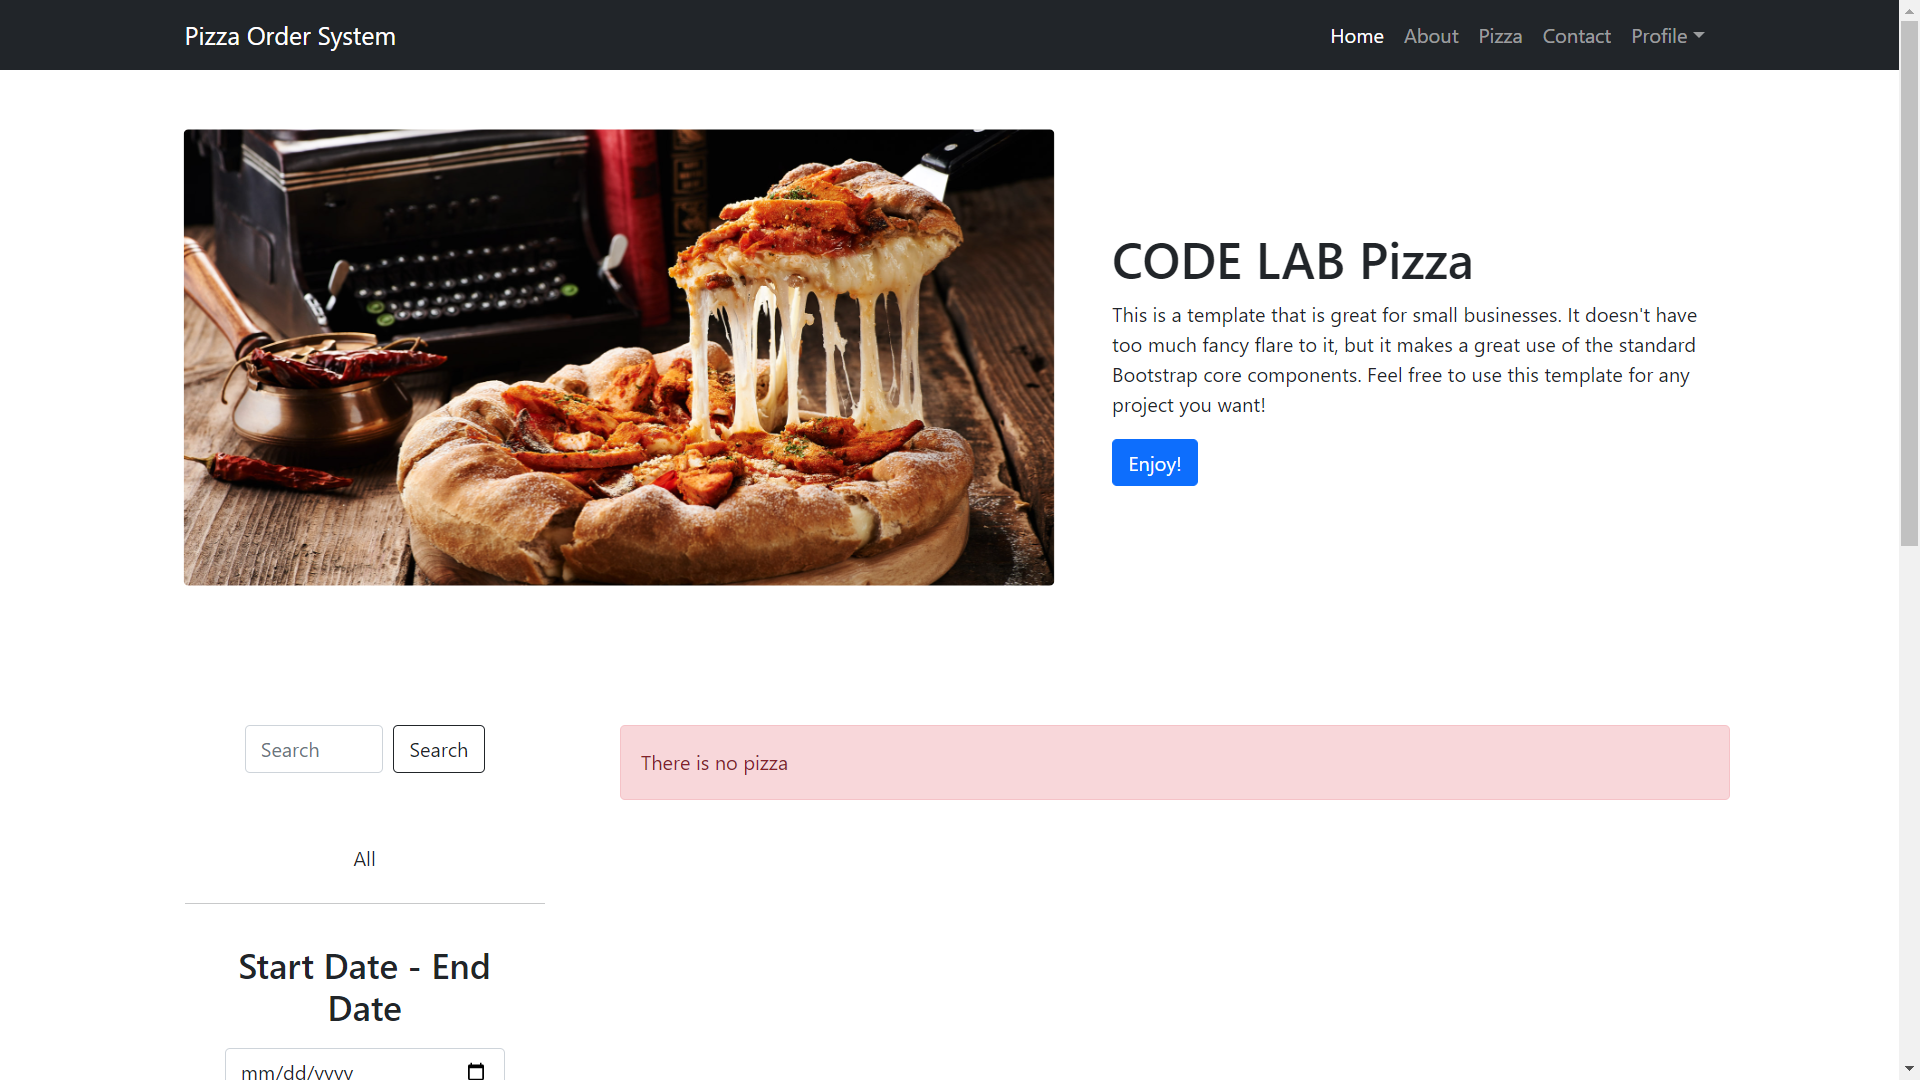 Pizza Order System
Home About Pizza Contact Profile
CODE LAB Pizza
This is a template that is great for small businesses. It doesn't have
too much fancy flare to it, but it makes a great use of the standard
Bootstrap core components. Feel free to use this template for any
project you want!
Enjoy!
Search Search
There is no pizza
All
Start Date - End
Date
mm/dd/yyyy